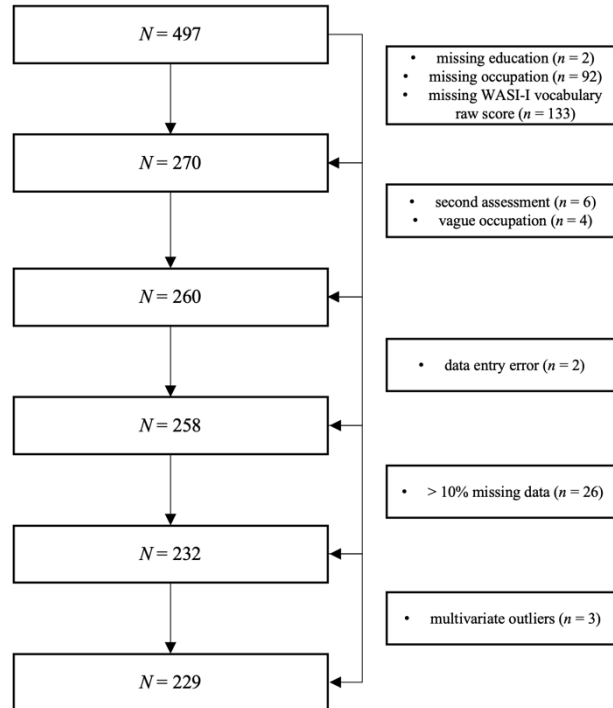 N = 497
• missing education (n = 2)
• missing occupation (n = 92)
• missing WASI-I vocabulary
raw score (n = 133)
N = 270
• second assessment (n = 6)
• vague occupation (n = 4)
N = 260
• data entry error (n = 2)
N = 258
• > 10% missing data (n = 26)
N = 232
• multivariate outliers (n = 3)
N = 229